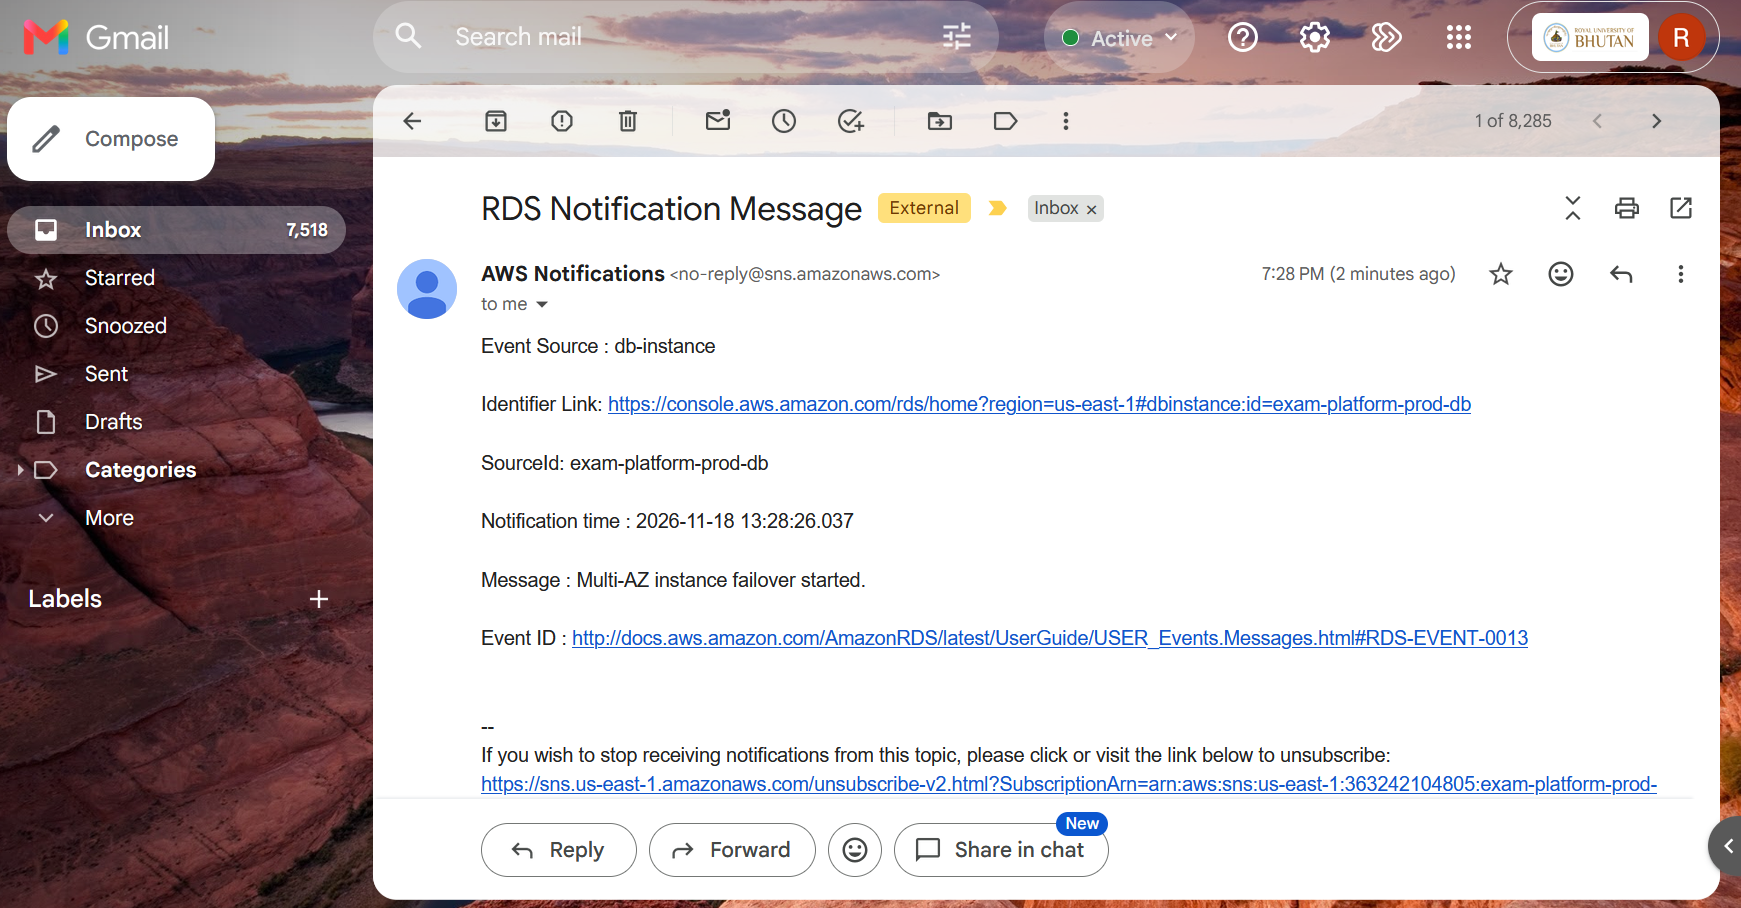 Gmail
Search mail
Active
ROYAL UNIVERSITY OF
BHUTAN
R
Compose
1 of 8,285
Inbox 7,518
Starred
Snoozed
Sent
Drafts
Categories
More
Labels
RDS Notification Message External Inbox ×
AWS Notifications <no-reply@sns.amazonaws.com> 7:28 PM (2 minutes ago)
to me
Event Source : db-instance
Identifier Link: https://console.aws.amazon.com/rds/home?region=us-east-1#dbinstance:id=exam-platform-prod-db
SourceId: exam-platform-prod-db
Notification time : 2026-11-18 13:28:26.037
Message : Multi-AZ instance failover started.
Event ID : http://docs.aws.amazon.com/AmazonRDS/latest/UserGuide/USER_Events.Messages.html#RDS-EVENT-0013
--
If you wish to stop receiving notifications from this topic, please click or visit the link below to unsubscribe:
https://sns.us-east-1.amazonaws.com/unsubscribe-v2.html?SubscriptionArn=arn:aws:sns:us-east-1:363242104805:exam-platform-prod-
New
Reply
Forward
Share in chat